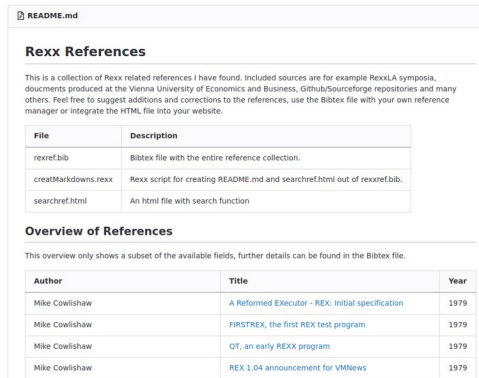 README.md
Rexx References
This is a collection of Rexx related references I have found. Included sources are for example RexxLA symposia,
doucments produced at the Vienna University of Economics and Business, Github/Sourceforge repositories and many
others. Feel free to suggest additions and corrections to the references, use the Bibtex file with your own reference
manager or integrate the HTML file into your website.
File Description
rexref.bib Bibtex file with the entire reference collection.
creatMarkdowns.rexx Rexx script for creating README.md and searchref.html out of rexxref.bib.
searchref.html An html file with search function
Overview of References
This overview only shows a subset of the available fields, further details can be found in the Bibtex file.
Author Title Year
Mike Cowlishaw A Reformed EXecutor - REX: Initial specification 1979
Mike Cowlishaw FIRSTREX, the first REX test program 1979
Mike Cowlishaw QT, an early REXX program 1979
Mike Cowlishaw REX 1.04 announcement for VMNews 1979